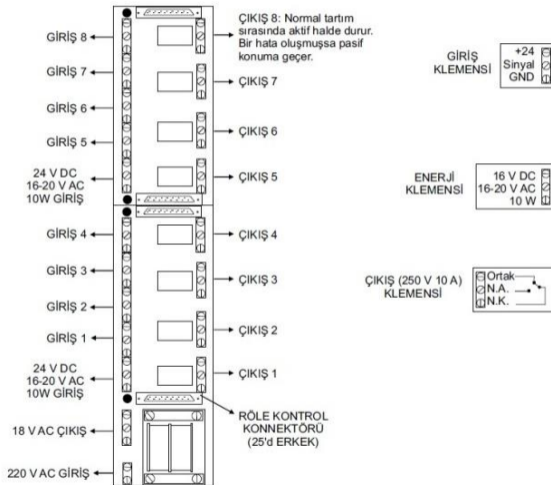 GİRİŞ 8
GİRİŞ 7
GİRİŞ 6
GİRİŞ 5
24 V DC
16-20 V AC
10W GİRİŞ
GİRİŞ 4
GİRİŞ 3
GİRİŞ 2
GİRİŞ 1
24 V DC
16-20 V AC
10W GİRİŞ
18 V AC ÇIKIŞ
220 V AC GİRİŞ
ÇIKIŞ 8: Normal tartım
sırasında aktif halde durur.
Bir hata oluşmuşsa pasif
konuma geçer.
ÇIKIŞ 7
ÇIKIŞ 6
ÇIKIŞ 5
ÇIKIŞ 4
ÇIKIŞ 3
ÇIKIŞ 2
ÇIKIŞ 1
RÖLE KONTROL
KONNEKTÖRÜ
(25'd ERKEK)
GİRİŞ
KLEMENSİ
+24
Sinyal
GND
ENERJİ
KLEMENSİ
16 V DC
16-20 V AC
10 W
ÇIKIŞ (250 V 10 A)
KLEMENSİ
Ortak
N.A.
N.K.